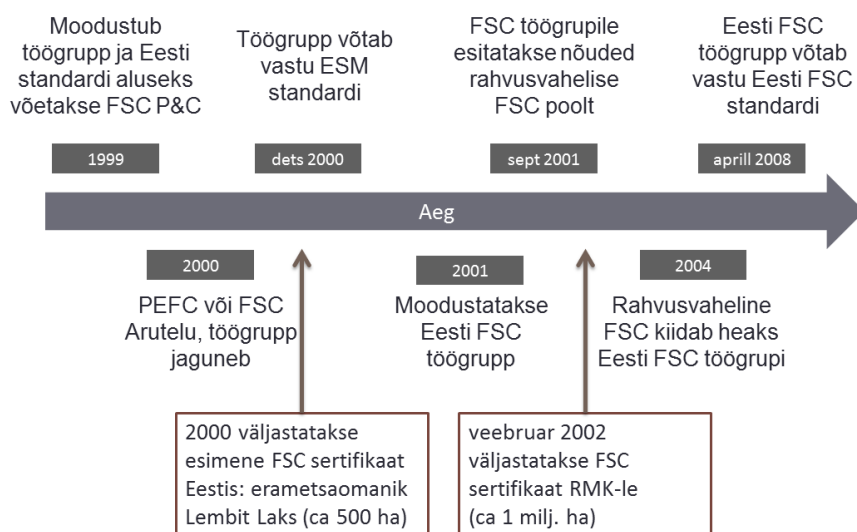 Moodustub
töögrupp ja Eesti
standardi aluseks
võetakse FSC P&C
1999
Töögrupp võtab
vastu ESM
standardi
dets 2000
FSC töögrupile
esitatakse nõuded
rahvusvahelise
FSC poolt
sept 2001
Eesti FSC
töögrupp võtab
vastu Eesti FSC
standardi
aprill 2008
Aeg
2000
PEFC või FSC
Arutelu, töögrupp
jaguneb
2001
Moodustatakse
Eesti FSC
töögrupp
2004
Rahvusvaheline
FSC kiidab heaks
Eesti FSC töögrupi
2000 väljastatakse
esimene FSC sertifikaat
Eestis: erametsaomanik
Lembit Laks (ca 500 ha)
veebruar 2002
väljastatakse FSC
sertifikaat RMK-le
(ca 1 milj. ha)